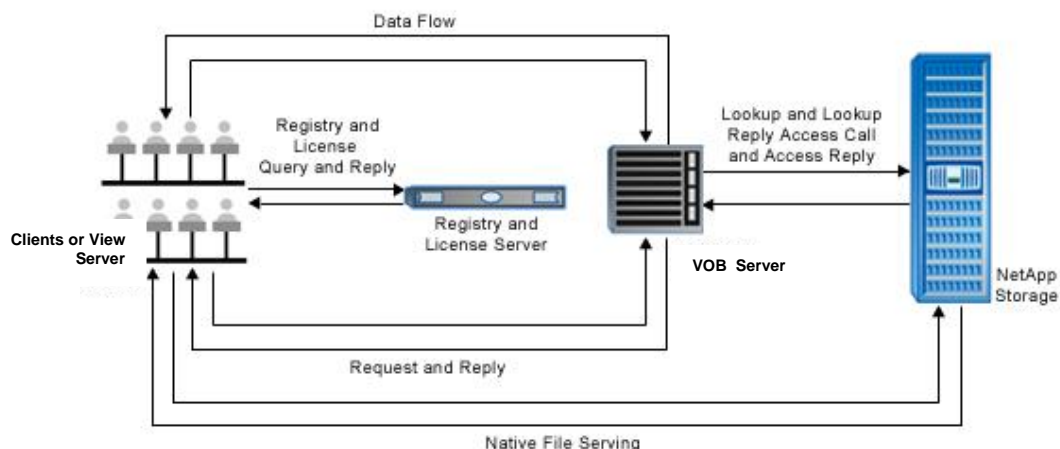 Data Flow
Registry and
License
Query and Reply
Lookup and Lookup
Reply Access Call
and Access Reply
Registry and
License Server
Clients or View
Server
VOB Server
NetApp
Storage
Request and Reply
Native File Serving